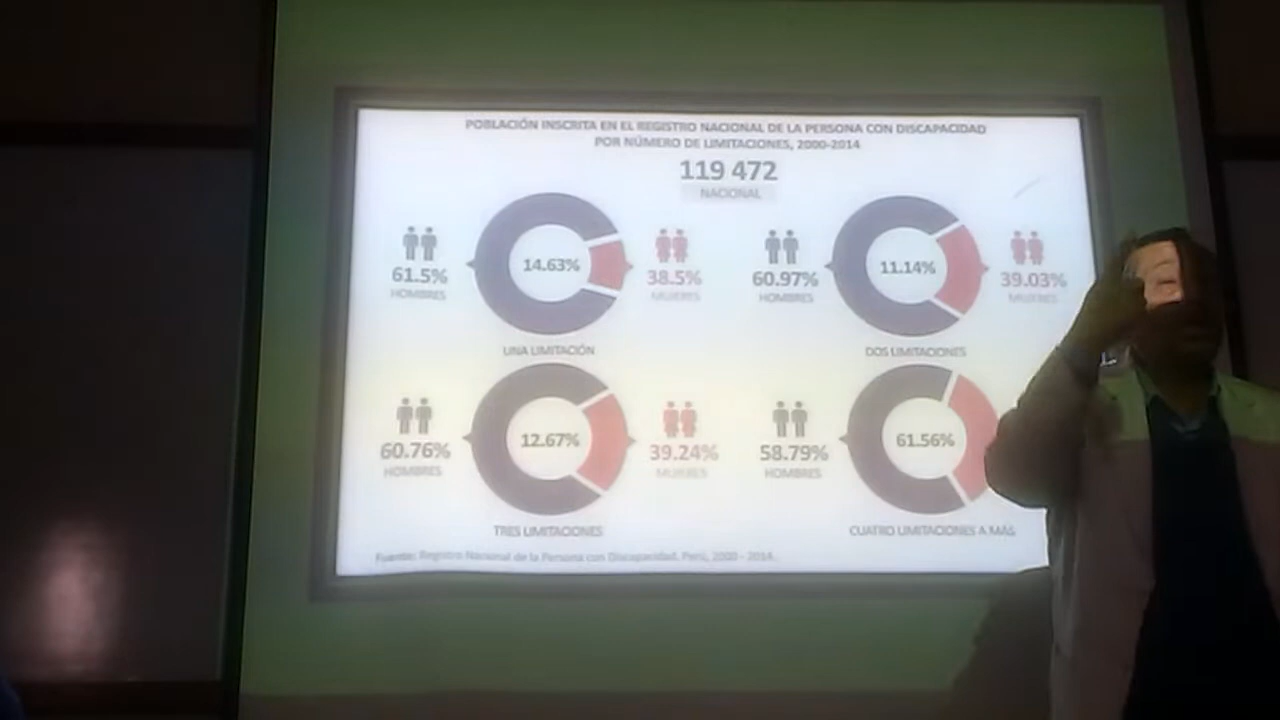 POBLACIÓN INSCRITA EN EL REGISTRO NACIONAL DE LA PERSONA CON DISCAPACIDAD
POR NÚMERO DE LIMITACIONES, 2000-2014
119 472
NACIONAL
61.5%
HOMBRES
14.63%
38.5%
MUJERES
UNA LIMITACIÓN
60.97%
HOMBRES
11.14%
39.03%
MUJERES
DOS LIMITACIONES
60.76%
HOMBRES
12.67%
39.24%
MUJERES
TRES LIMITACIONES
58.79%
HOMBRES
61.56%
CUATRO LIMITACIONES A MÁS
Fuente: Registro Nacional de la Persona con Discapacidad, Perú, 2000 - 2014.